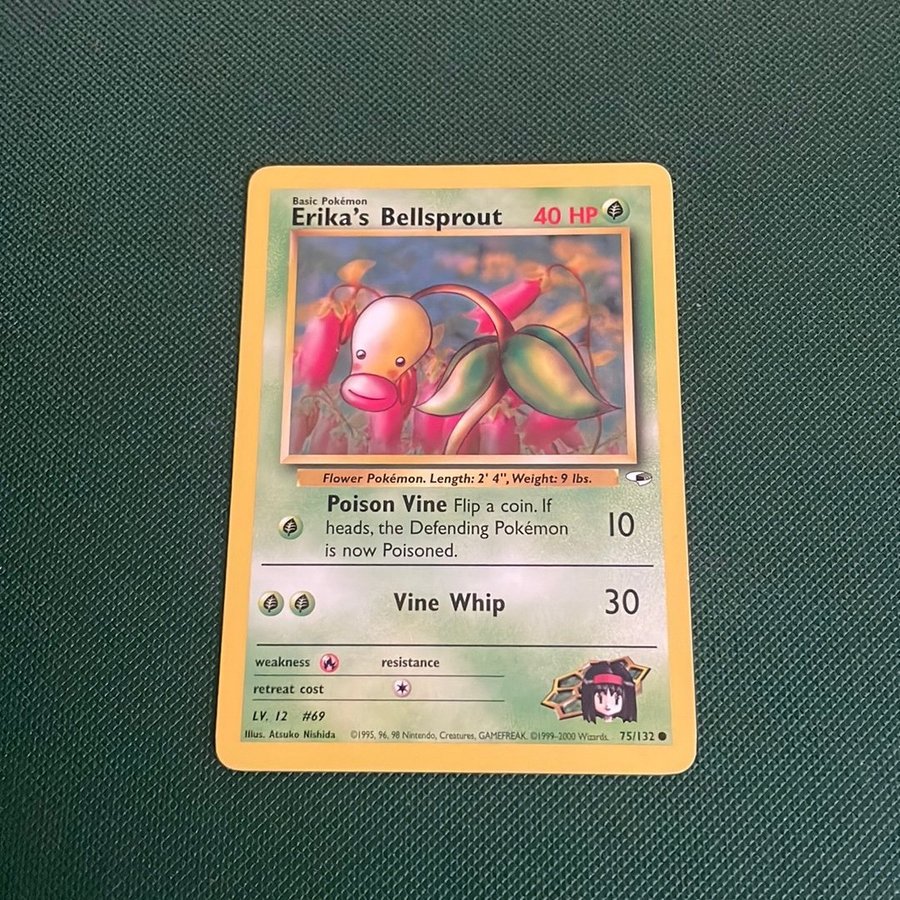 Basic Pokémon
Erika's Bellsprout 40 HP
Flower Pokémon. Length: 2' 4", Weight: 9 lbs.
Poison Vine Flip a coin. If
heads, the Defending Pokémon
is now Poisoned.
10
Vine Whip 30
weakness resistance
retreat cost
LV. 12 #69
Illus. Atsuko Nishida ©1995, 96, 98 Nintendo, Creatures, GAMEFREAK. ©1999-2000 Wizards. 75/132